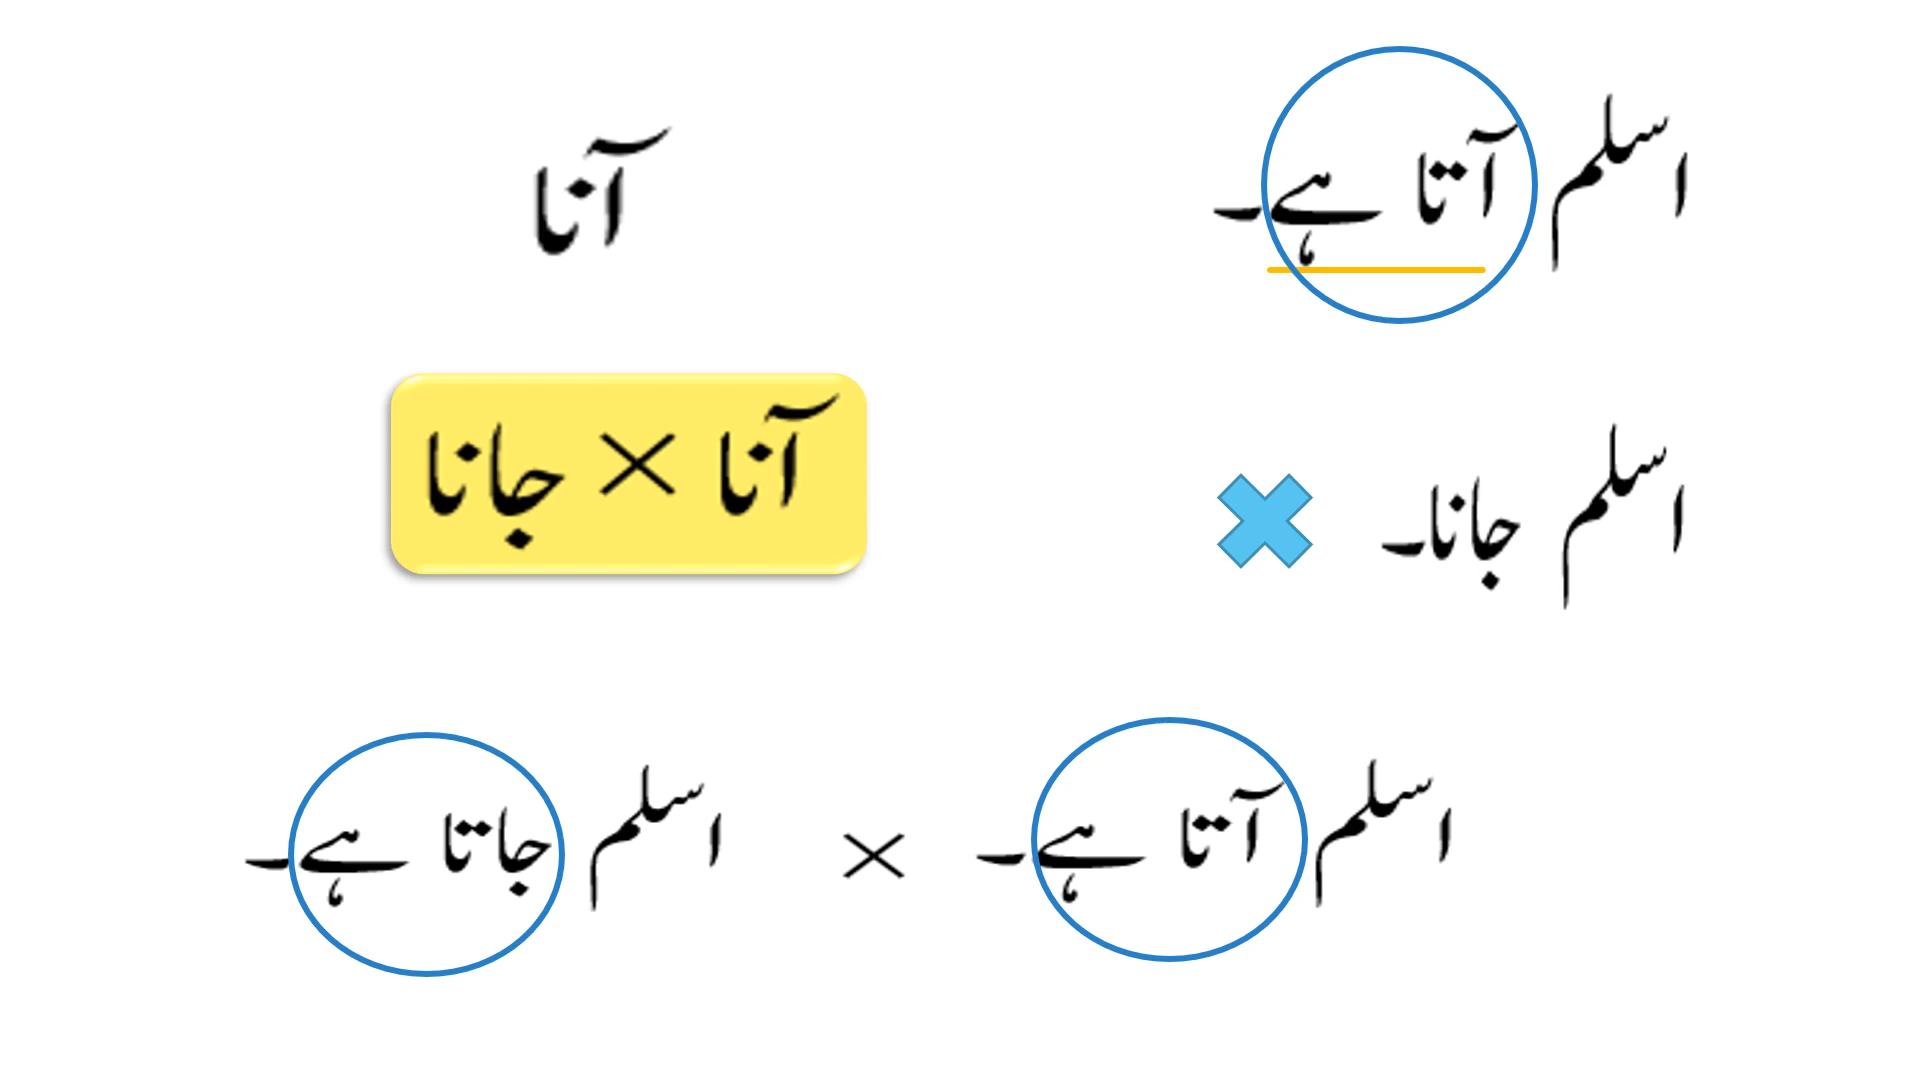 اسلم آتا ہے۔
آنا
آنا × جانا
اسلم جانا۔
اسلم آتا ہے۔ × اسلم جاتا ہے۔